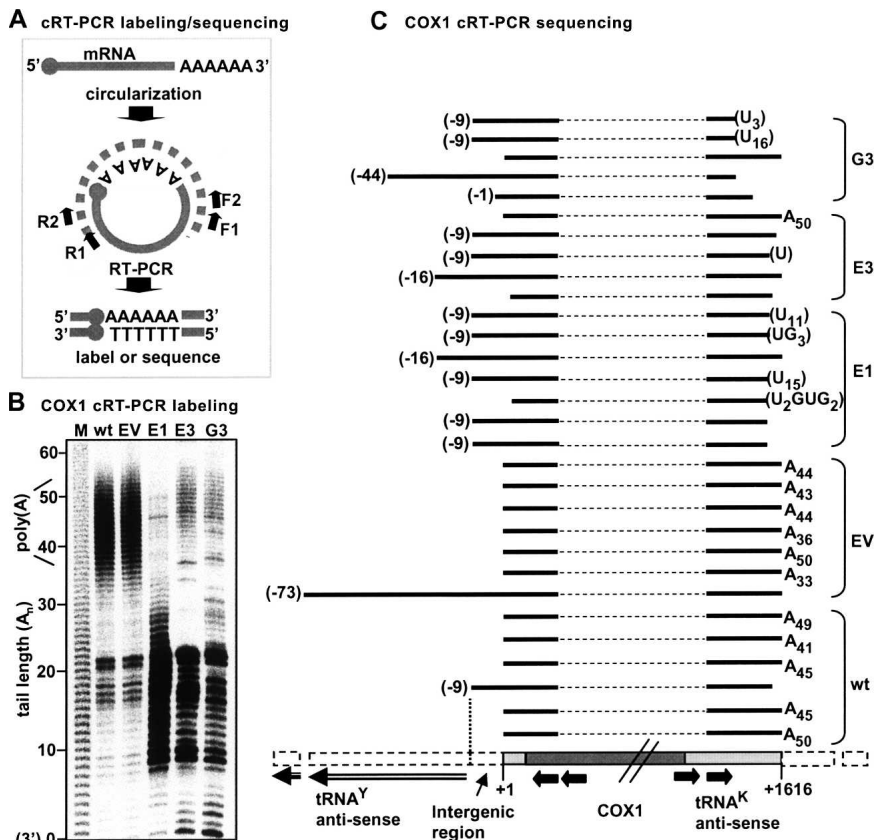 A cRT-PCR labeling/sequencing
5' mRNA AAAAAA 3'
circularization
A A A A A A
R2 R1 F2 F1
RT-PCR
5' AAAAAA 3'
3' TTTTTT 5'
label or sequence
B COX1 cRT-PCR labeling
M wt EV E1 E3 G3
60
50
40
30
20
10
(3') 0
poly(A)
tail length (An)
C COX1 cRT-PCR sequencing
(-9) (U3)
(-9) (U16)
(-44)
(-1)
G3
A50
(-9)
(-9) (U)
(-16)
E3
(-9) (U11)
(-9) (UG3)
(-16)
(-9) (U15)
(U2GUG2)
(-9)
(-9)
E1
A44
A43
A44
A36
A50
A33
(-73)
EV
A49
A41
A45
(-9)
A45
A50
wt
+1 +1616
tRNAY anti-sense
Intergenic region
COX1
tRNAK anti-sense